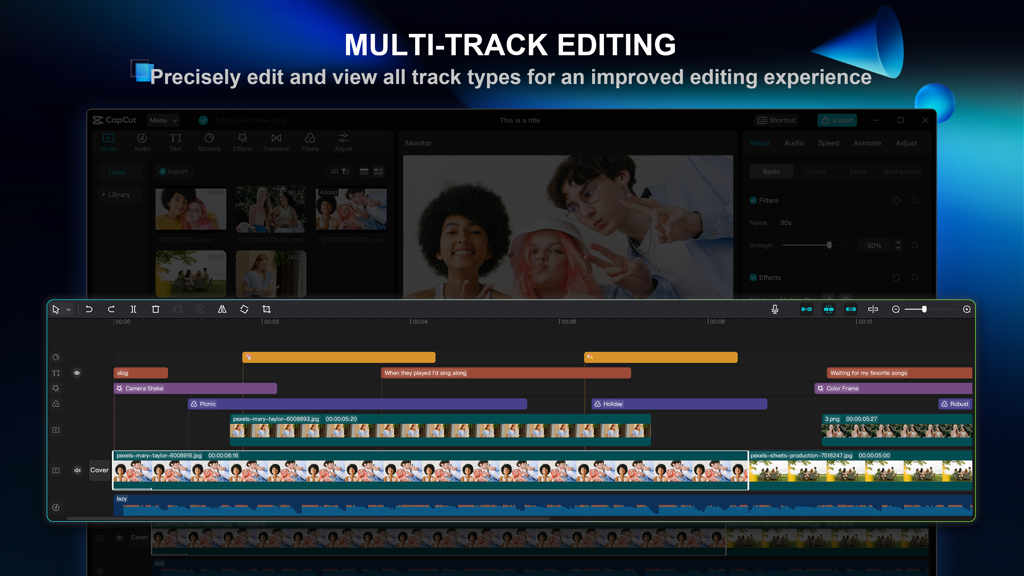 MULTI-TRACK EDITING
Precisely edit and view all track types for an improved editing experience
CapCut Menu This is a title Shortcut Export
Media Audio Text Stickers Effects Transition Filters Adjust
Monitor
Visual Audio Speed Animate Adjust
Local Import All
Basic Cutout Mask Background
Library
Added
Filters
Name 90s
Strength 50%
Effects
00:00 00:02 00:04 00:06 00:08 00:10
vlog When they played I'd sing along Waiting for my favorite songs
Camera Shake Color Frame
Picnic Holiday Robust
pexels-mary-taylor-6008893.jpg 00:00:05:20 3.png 00:00:05:27
pexels-mary-taylor-6008916.jpg 00:00:08:16 pexels-shvets-production-7516247.jpg 00:00:05:00
Cover
lazy
Cover